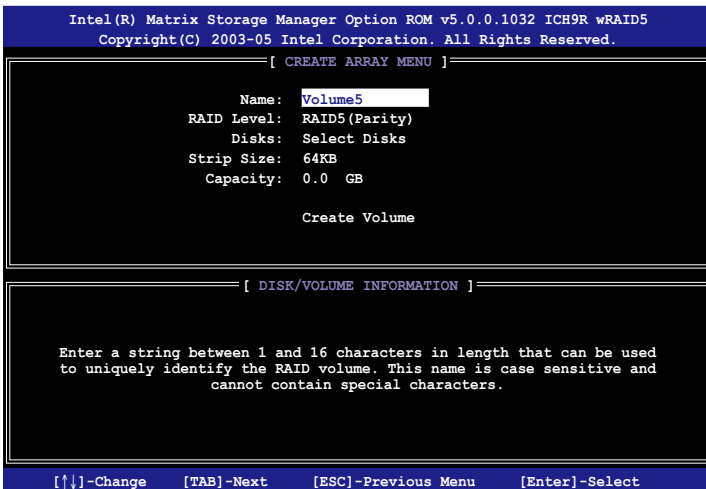 Intel(R) Matrix Storage Manager Option ROM v5.0.0.1032 ICH9R wRAID5
Copyright(C) 2003-05 Intel Corporation. All Rights Reserved.
[ CREATE ARRAY MENU ]
Name: Volume5
RAID Level: RAID5(Parity)
Disks: Select Disks
Strip Size: 64KB
Capacity: 0.0 GB
Create Volume
[ DISK/VOLUME INFORMATION ]
Enter a string between 1 and 16 characters in length that can be used
to uniquely identify the RAID volume. This name is case sensitive and
cannot contain special characters.
[↑↓]-Change [TAB]-Next [ESC]-Previous Menu [Enter]-Select